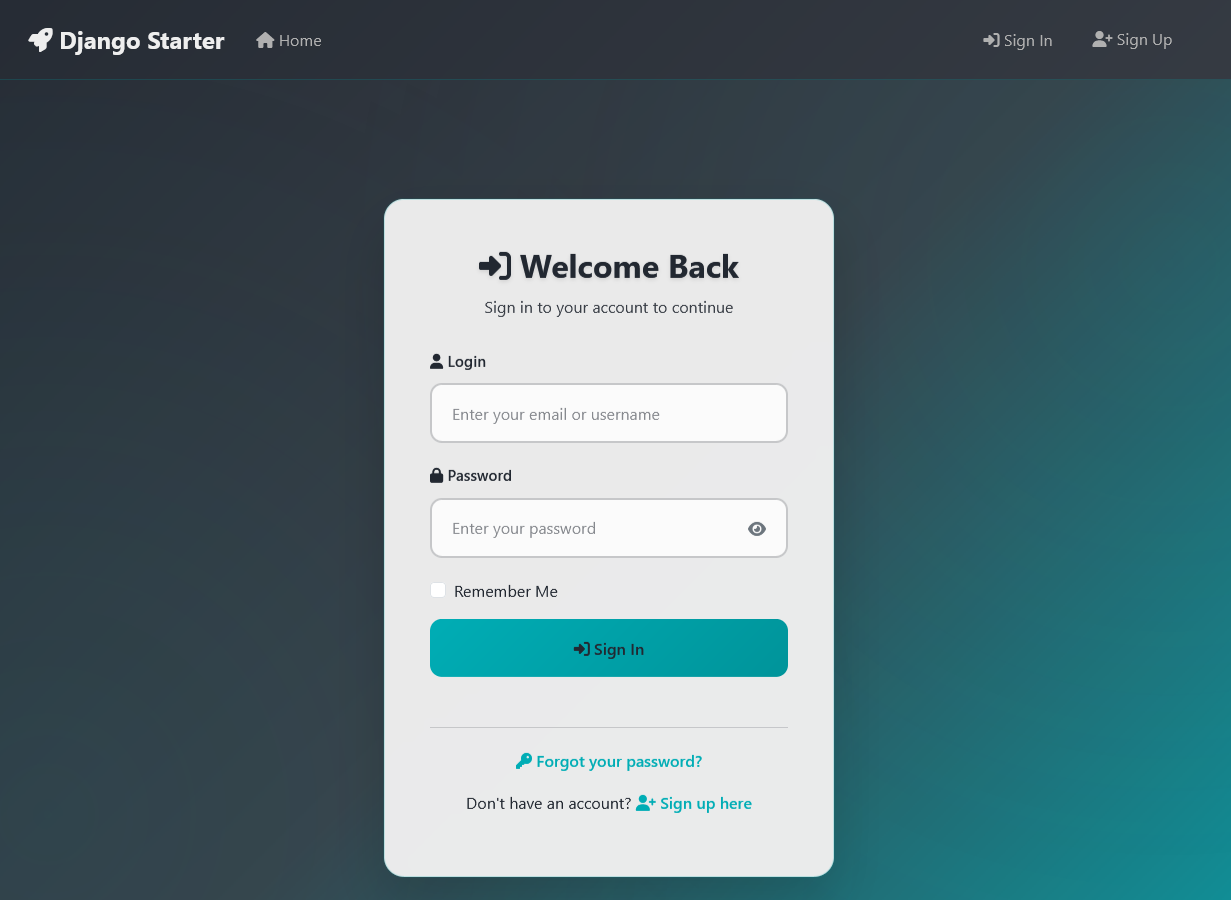 Django Starter
Home
Sign In
Sign Up
Welcome Back
Sign in to your account to continue
Login
Enter your email or username
Password
Enter your password
Remember Me
Sign In
Forgot your password?
Don't have an account? Sign up here